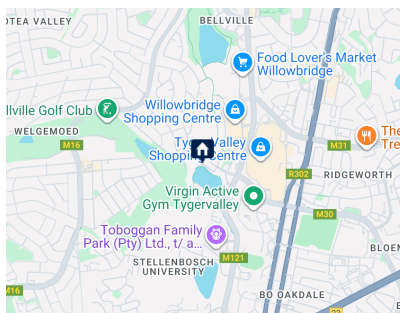 OTEA VALLEY
BELLVILLE
Food Lover's Market
Willowbridge
llville Golf Club
Willowbridge
Shopping Centre
WELGEMOED
M16
Tyger Valley
Shopping Centre
M31
The
Tre
R302
RIDGEWORTH
Virgin Active
Gym Tygervalley
M30
Toboggan Family
Park (Pty) Ltd., t/ a...
BLOEM
M121
STELLENBOSCH
UNIVERSITY
M16
BO OAKDALE
23